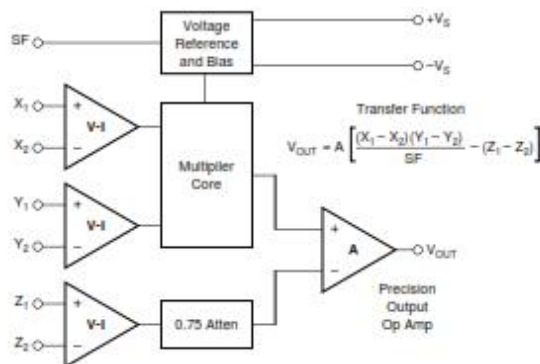 Voltage
Reference
and Bias
SF
+VS
−VS
X1
+
V-I
X2
−
Multiplier
Core
Transfer Function
VOUT = A [ (X1 − X2) (Y1 − Y2) / SF − (Z1 − Z2) ]
Y1
+
V-I
Y2
−
+
A
−
VOUT
Z1
+
V-I
Z2
−
0.75 Atten
Precision
Output
Op Amp